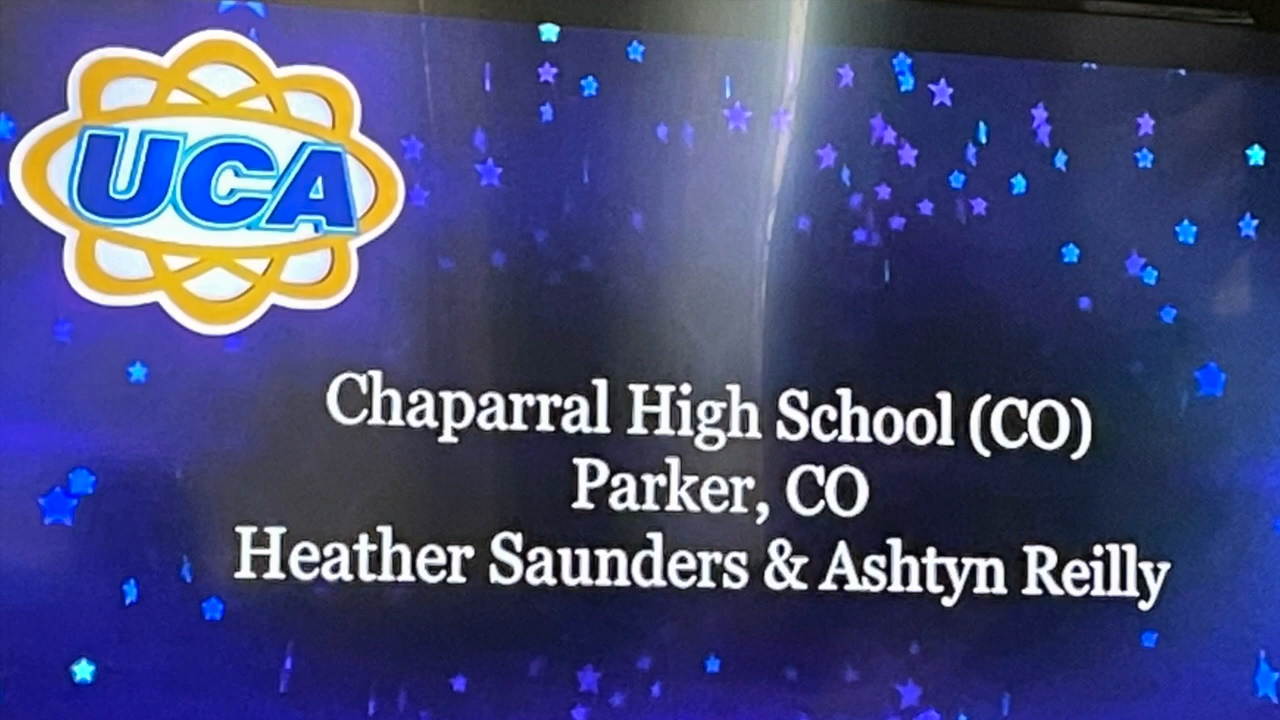 UCA
Chaparral High School (CO)
Parker, CO
Heather Saunders & Ashtyn Reilly